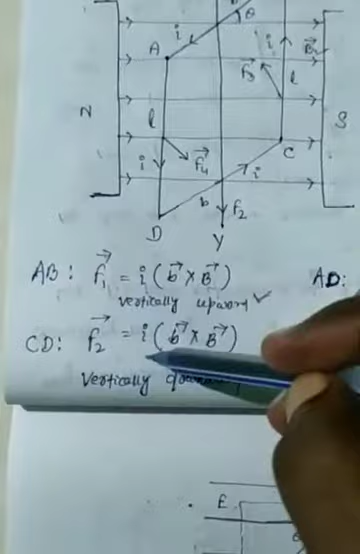 θ
i
i
A
B
F₃
l
N
S
l
i
F₄
C
i
b
F₂
D
Y
AB: F₁ = i (b × B) AD:
vertically upward ✓
CD: F₂ = i (b × B)
vertically
E